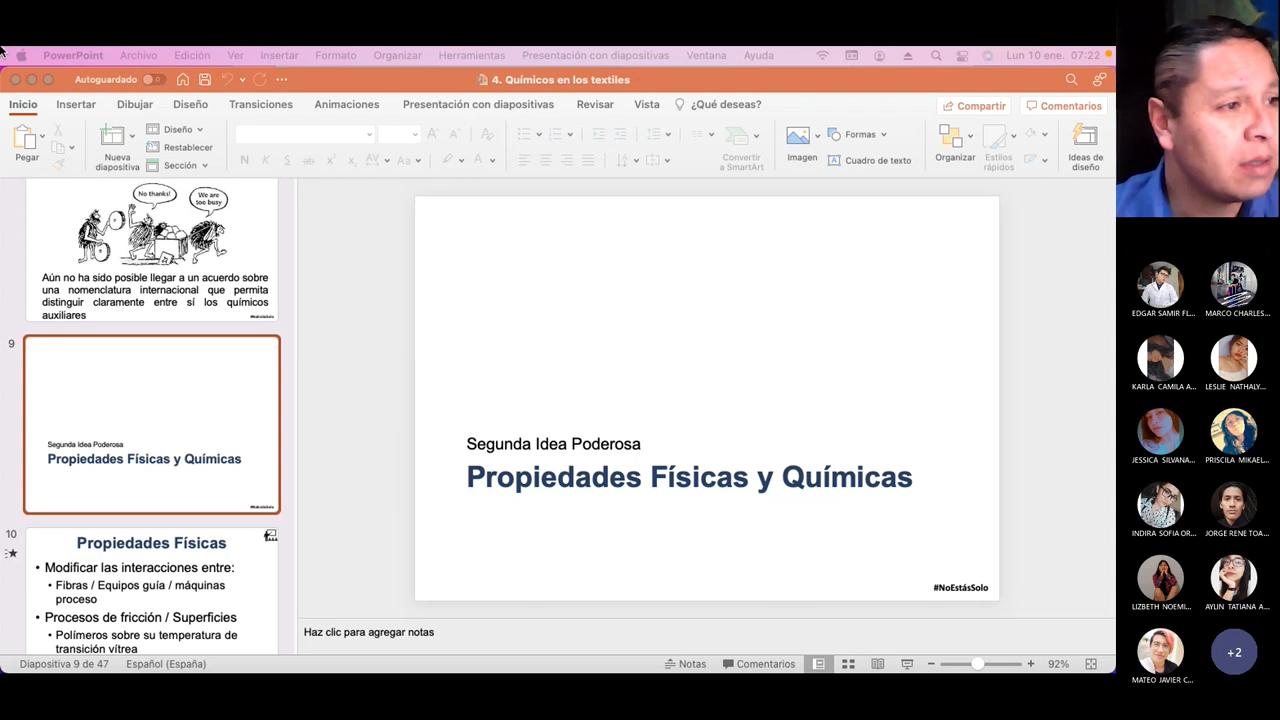 PowerPoint Archivo Edición Ver Insertar Formato Organizar Herramientas Presentación con diapositivas Ventana Ayuda Lun 10 ene. 07:22
Autoguardado 4. Químicos en los textiles
Inicio Insertar Dibujar Diseño Transiciones Animaciones Presentación con diapositivas Revisar Vista ¿Qué deseas? Compartir Comentarios
Pegar
Nueva diapositiva
Diseño
Restablecer
Sección
N K S ab AV Aa A
Convertir a SmartArt
Imagen
Formas
Cuadro de texto
Organizar
Estilos rápidos
Ideas de diseño
No thanks!
We are too busy
Aún no ha sido posible llegar a un acuerdo sobre
una nomenclatura internacional que permita
distinguir claramente entre sí los químicos
auxiliares
#NoEstásSolo
9
Segunda Idea Poderosa
Propiedades Físicas y Químicas
#NoEstásSolo
10
Propiedades Físicas
• Modificar las interacciones entre:
• Fibras / Equipos guía / máquinas
proceso
• Procesos de fricción / Superficies
• Polímeros sobre su temperatura de
transición vítrea
Segunda Idea Poderosa
Propiedades Físicas y Químicas
#NoEstásSolo
Haz clic para agregar notas
Diapositiva 9 de 47 Español (España) Notas Comentarios 92%
EDGAR SAMIR FL... MARCO CHARLES...
KARLA CAMILA A... LESLIE NATHALY...
JESSICA SILVANA... PRISCILA MIKAEL...
INDIRA SOFIA OR... JORGE RENE TOA...
LIZBETH NOEMI... AYLIN TATIANA A...
MATEO JAVIER C... +2